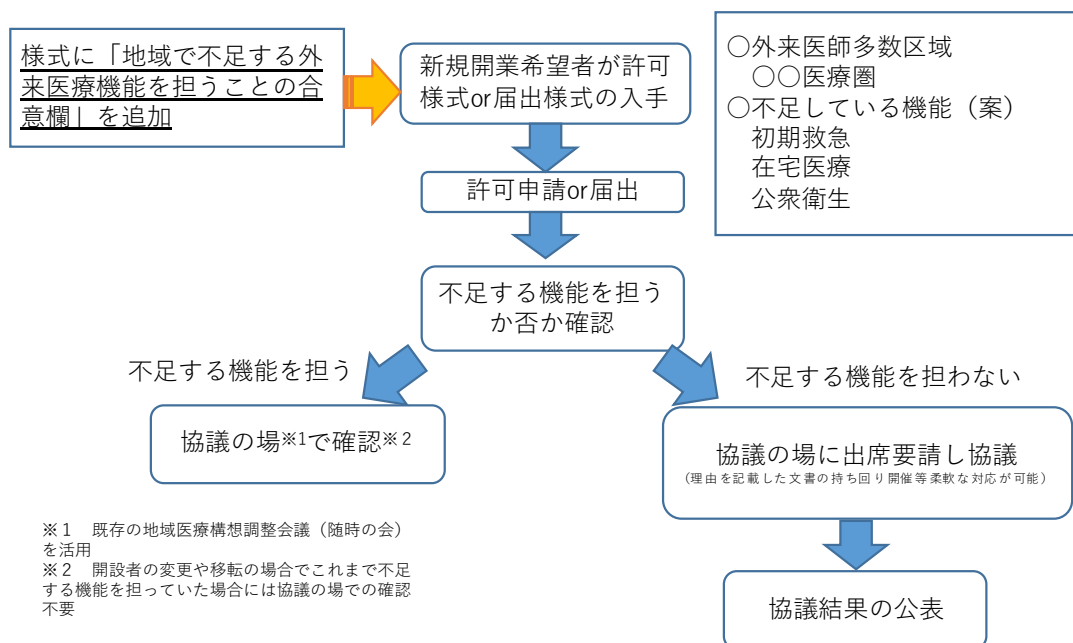 様式に「地域で不足する外
来医療機能を担うことの合
意欄」を追加
新規開業希望者が許可
様式or届出様式の入手
○外来医師多数区域
○○医療圏
○不足している機能（案）
初期救急
在宅医療
公衆衛生
許可申請or届出
不足する機能を担う
か否か確認
不足する機能を担う
不足する機能を担わない
協議の場※1で確認※2
協議の場に出席要請し協議
(理由を記載した文書の持ち回り開催等柔軟な対応が可能)
※１　既存の地域医療構想調整会議（随時の会）
を活用
※２　開設者の変更や移転の場合でこれまで不足
する機能を担っていた場合には協議の場での確認
不要
協議結果の公表